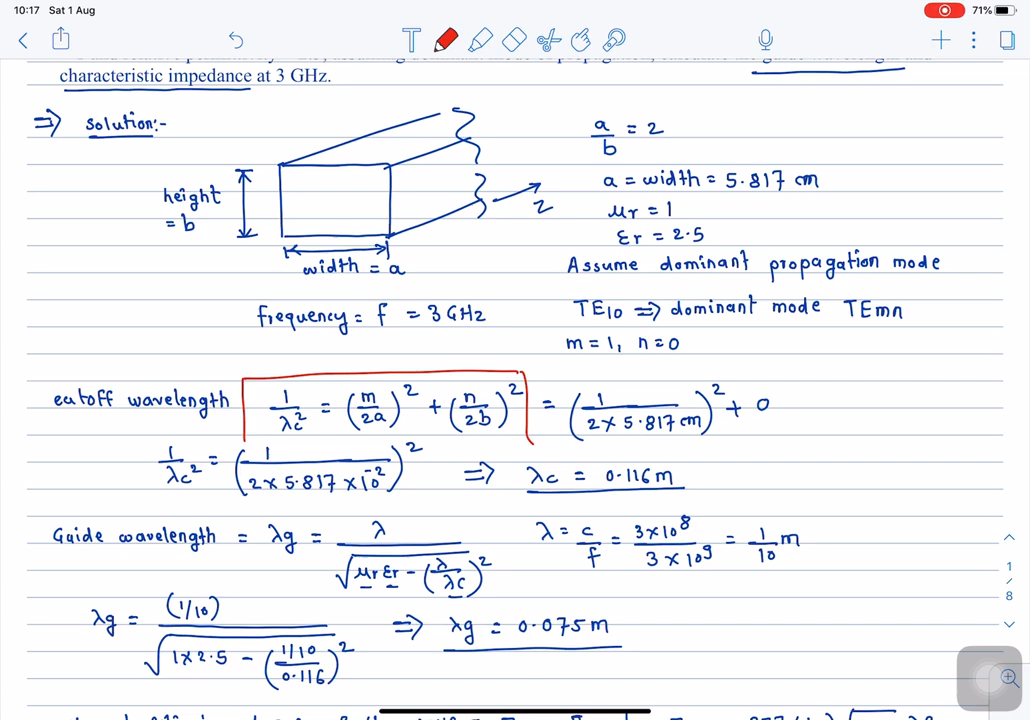 10:17 Sat 1 Aug 71%
characteristic impedance at 3 GHz.
⇒ Solution:-
a/b = 2
a = width = 5.817 cm
height = b
μr = 1
Z
εr = 2.5
width = a
Assume dominant propagation mode
frequency = f = 3 GHz
TE10 ⇒ dominant mode TEmn
m = 1, n = 0
cutoff wavelength 1/λc² = (m/2a)² + (n/2b)² = (1/(2 × 5.817 cm))² + 0
1/λc² = (1/(2 × 5.817 × 10⁻²))² ⇒ λc = 0.116 m
Guide wavelength = λg = λ/√(μr εr - (λ/λc)²) λ = c/f = 3×10⁸/3×10⁹ = 1/10 m
λg = (1/10)/√(1×2.5 - ((1/10)/0.116)²) ⇒ λg = 0.075 m
1
/
8